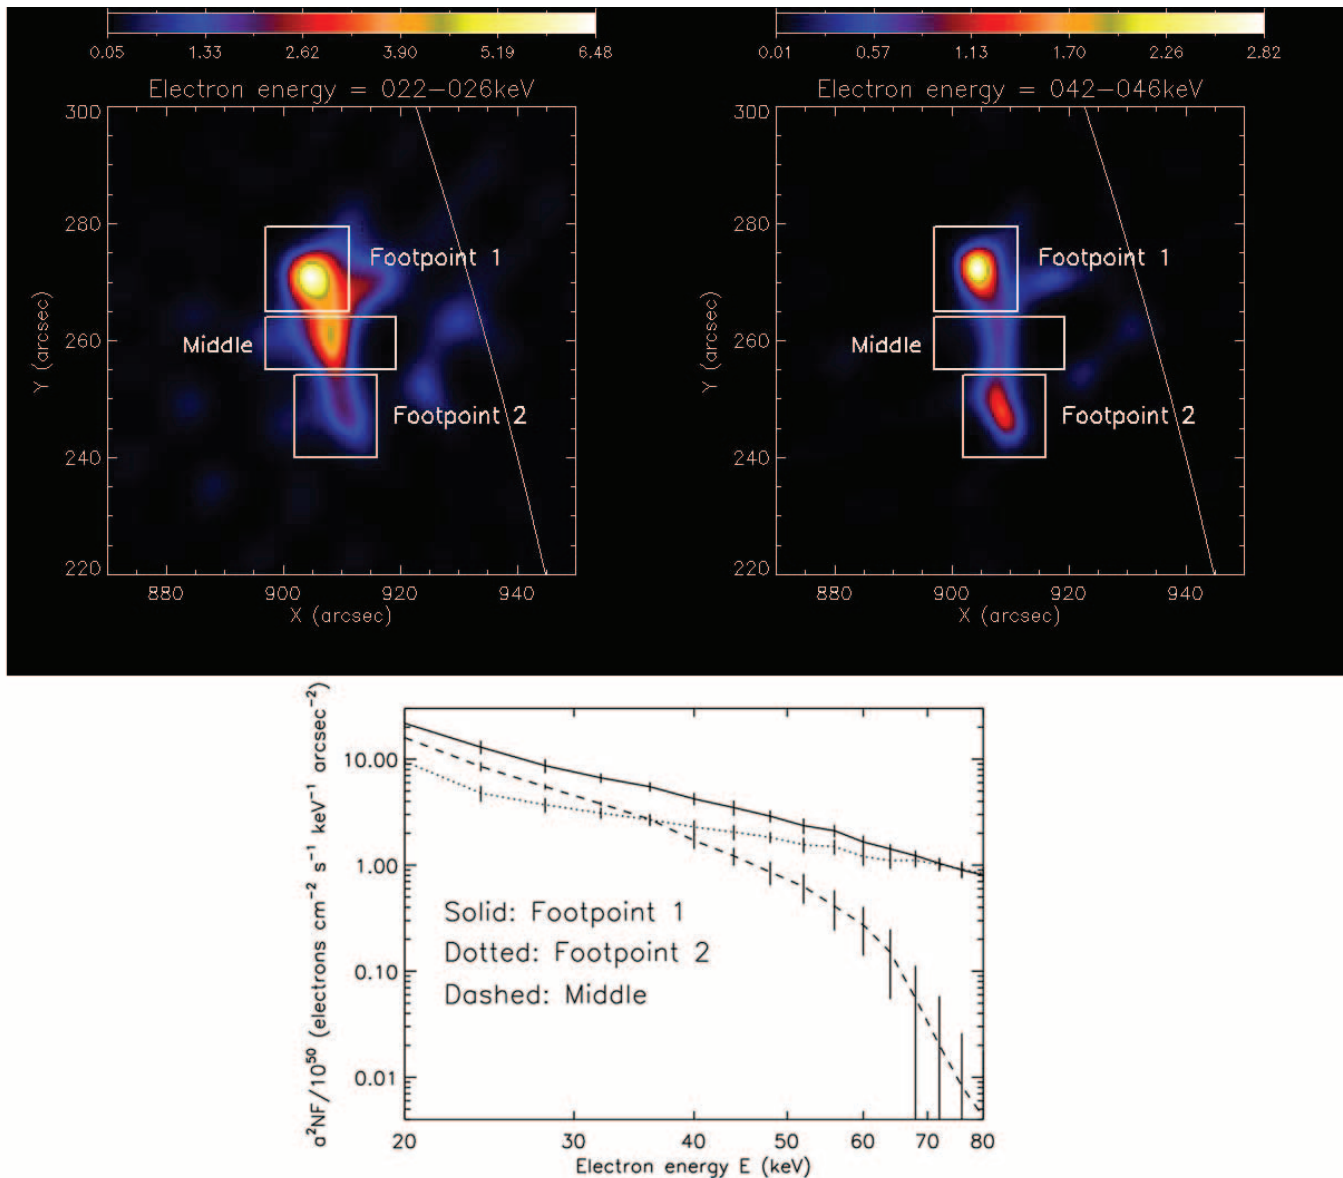 0.05 1.33 2.62 3.90 5.19 6.48
Electron energy = 022-026keV
300
280
260
240
220
Y (arcsec)
Footpoint 1
Middle
Footpoint 2
880 900 920 940
X (arcsec)
0.01 0.57 1.13 1.70 2.26 2.82
Electron energy = 042-046keV
300
280
260
240
220
Y (arcsec)
Footpoint 1
Middle
Footpoint 2
880 900 920 940
X (arcsec)
a²NF/10⁵⁰ (electrons cm⁻² s⁻¹ keV⁻¹ arcsec⁻²)
10.00
1.00
0.10
0.01
Solid: Footpoint 1
Dotted: Footpoint 2
Dashed: Middle
20 30 40 50 60 70 80
Electron energy E (keV)